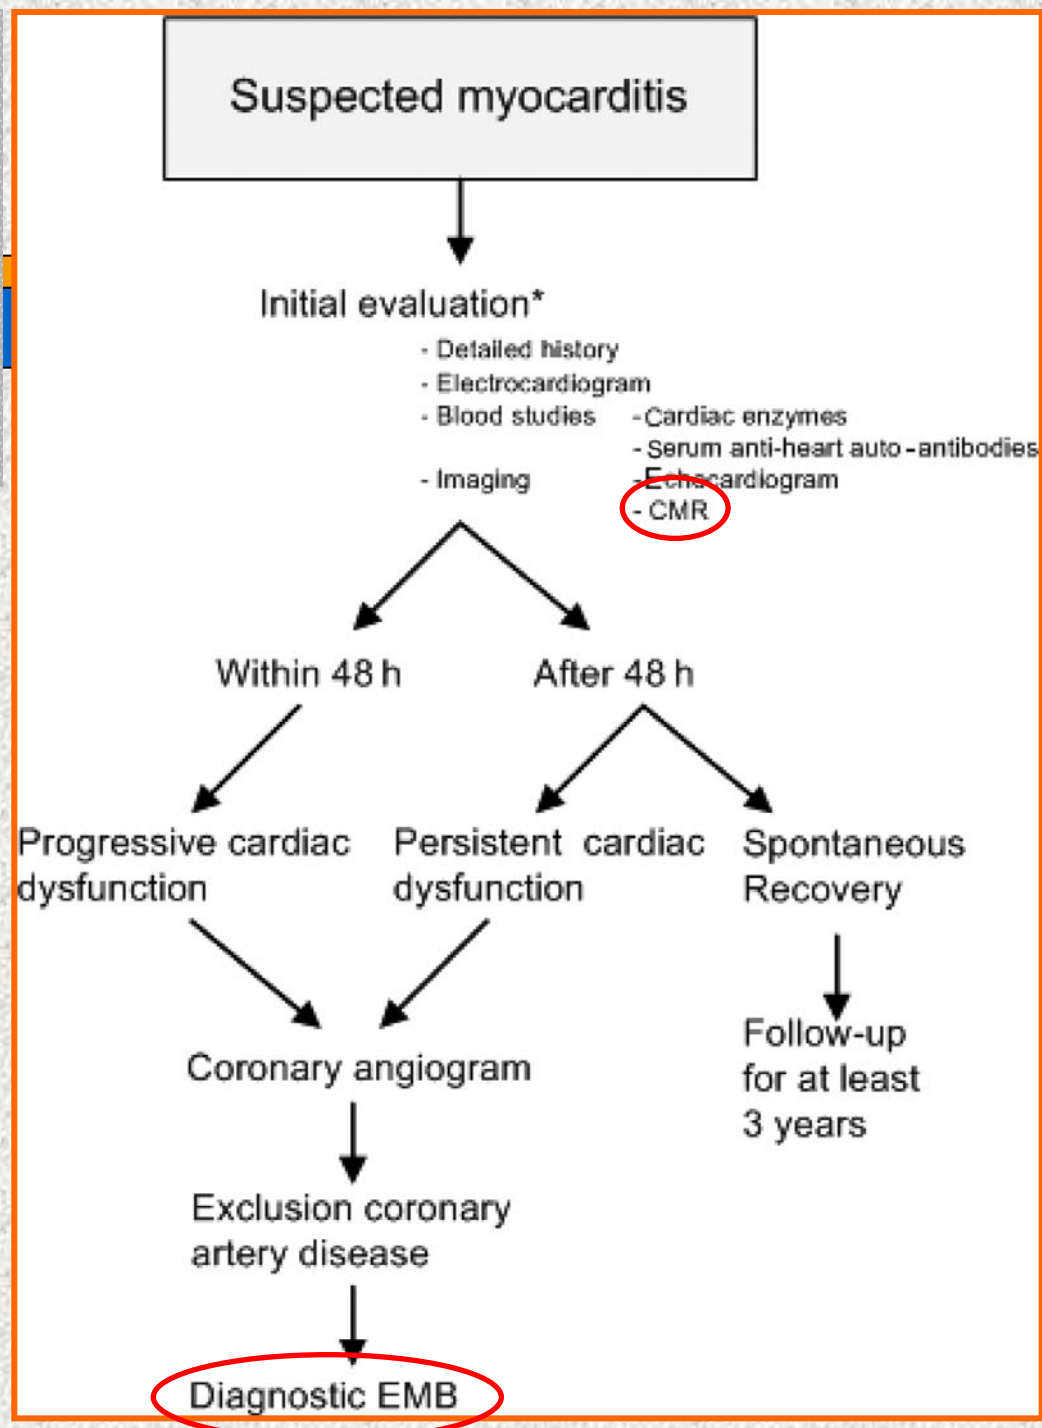 Suspected myocarditis
Initial evaluation*
- Detailed history
- Electrocardiogram
- Blood studies - Cardiac enzymes
- Serum anti-heart auto-antibodies
- Imaging -Echocardiogram
- CMR
Within 48 h After 48 h
Progressive cardiac dysfunction
Persistent cardiac dysfunction
Spontaneous Recovery
Coronary angiogram
Follow-up
for at least
3 years
Exclusion coronary
artery disease
Diagnostic EMB